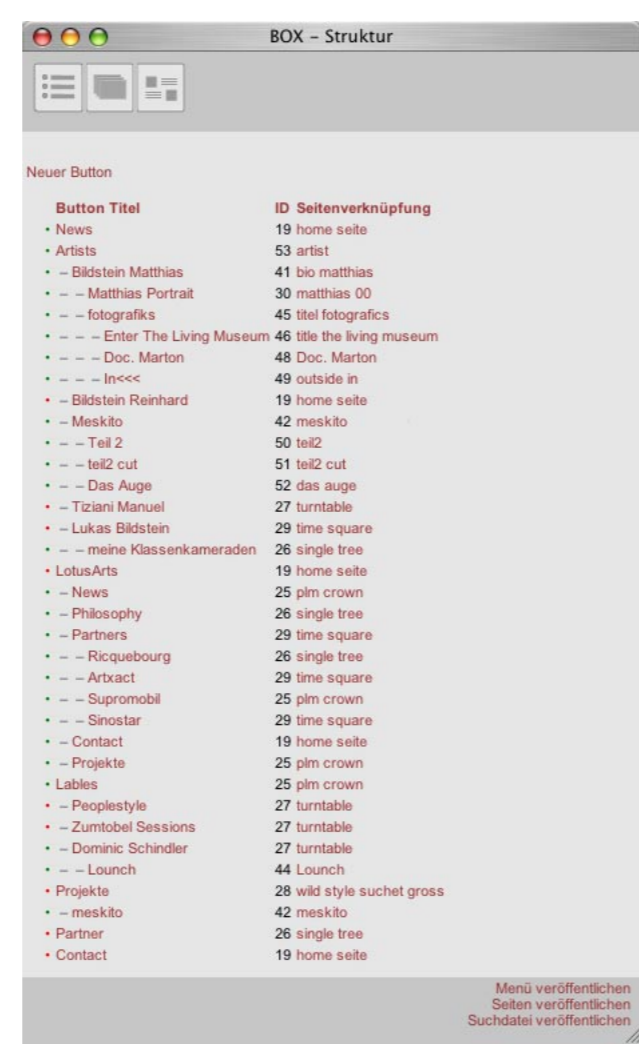 BOX – Struktur
Neuer Button
Button Titel ID Seitenverknüpfung
• News 19 home seite
• Artists 53 artist
• – Bildstein Matthias 41 bio matthias
• – – Matthias Portrait 30 matthias 00
• – – fotografiks 45 titel fotografics
• – – – Enter The Living Museum 46 title the living museum
• – – – Doc. Marton 48 Doc. Marton
• – – – In<<< 49 outside in
• – Bildstein Reinhard 19 home seite
• – Meskito 42 meskito
• – – Teil 2 50 teil2
• – – teil2 cut 51 teil2 cut
• – – Das Auge 52 das auge
• – Tiziani Manuel 27 turntable
• – Lukas Bildstein 29 time square
• – – meine Klassenkameraden 26 single tree
• LotusArts 19 home seite
• – News 25 plm crown
• – Philosophy 26 single tree
• – Partners 29 time square
• – – Ricquebourg 26 single tree
• – – Artxact 29 time square
• – – Supromobil 25 plm crown
• – – Sinostar 29 time square
• – Contact 19 home seite
• – Projekte 25 plm crown
• Lables 25 plm crown
• – Peoplestyle 27 turntable
• – Zumtobel Sessions 27 turntable
• – Dominic Schindler 27 turntable
• – – Lounch 44 Lounch
• Projekte 28 wild style suchet gross
• – meskito 42 meskito
• Partner 26 single tree
• Contact 19 home seite
Menü veröffentlichen
Seiten veröffentlichen
Suchdatei veröffentlichen